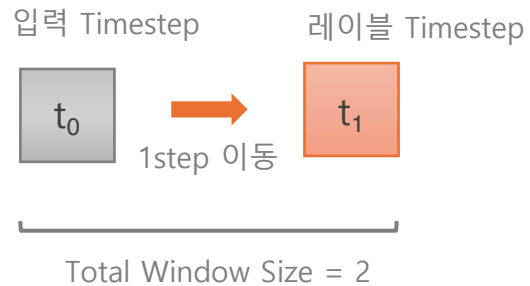 입력 Timestep
레이블 Timestep
t₀
t₁
1step 이동
Total Window Size = 2